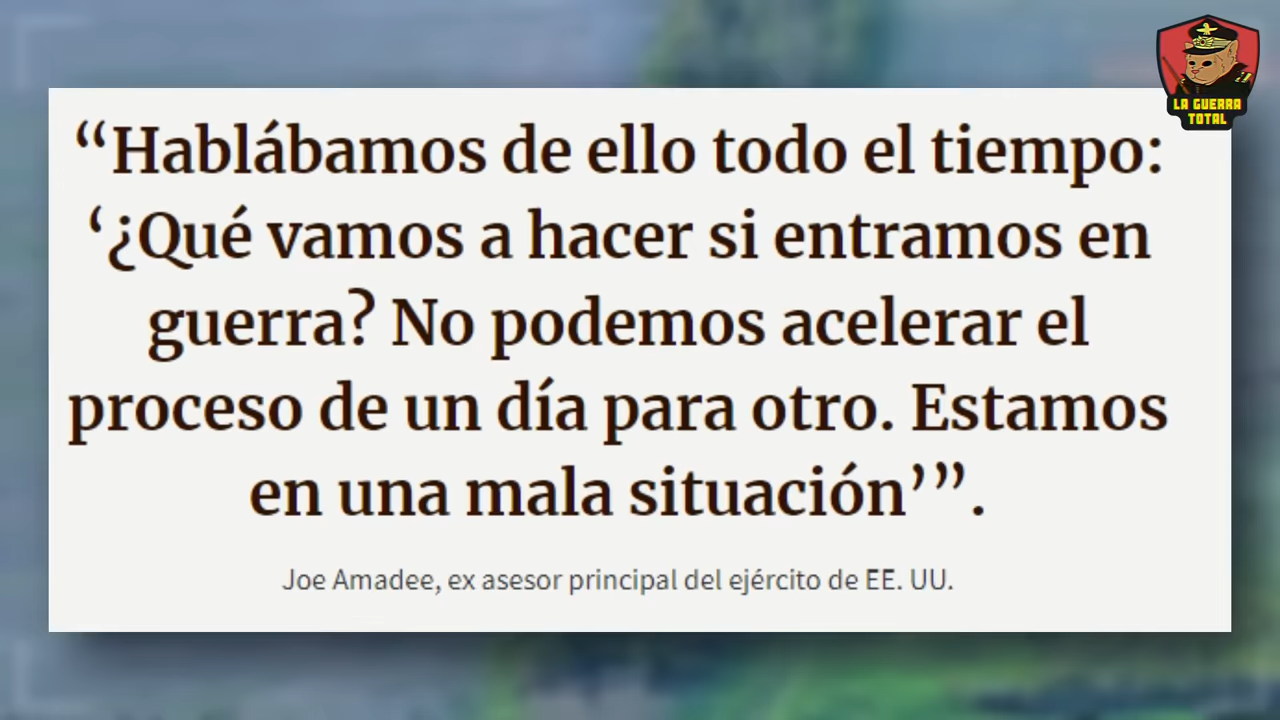 LA GUERRA
TOTAL
“Hablábamos de ello todo el tiempo:
‘¿Qué vamos a hacer si entramos en
guerra? No podemos acelerar el
proceso de un día para otro. Estamos
en una mala situación’”.
Joe Amadee, ex asesor principal del ejército de EE. UU.